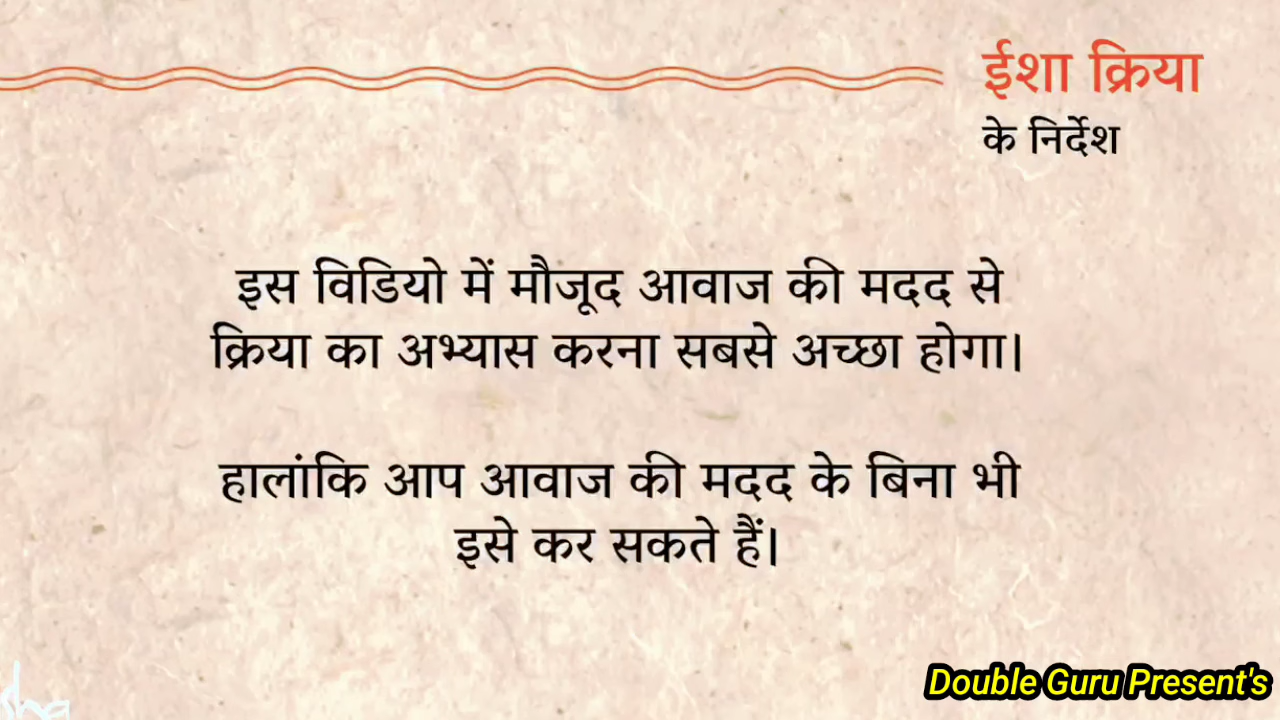 ईशा क्रिया
के निर्देश
इस विडियो में मौजूद आवाज की मदद से
क्रिया का अभ्यास करना सबसे अच्छा होगा।
हालांकि आप आवाज की मदद के बिना भी
इसे कर सकते हैं।
Double Guru Present's